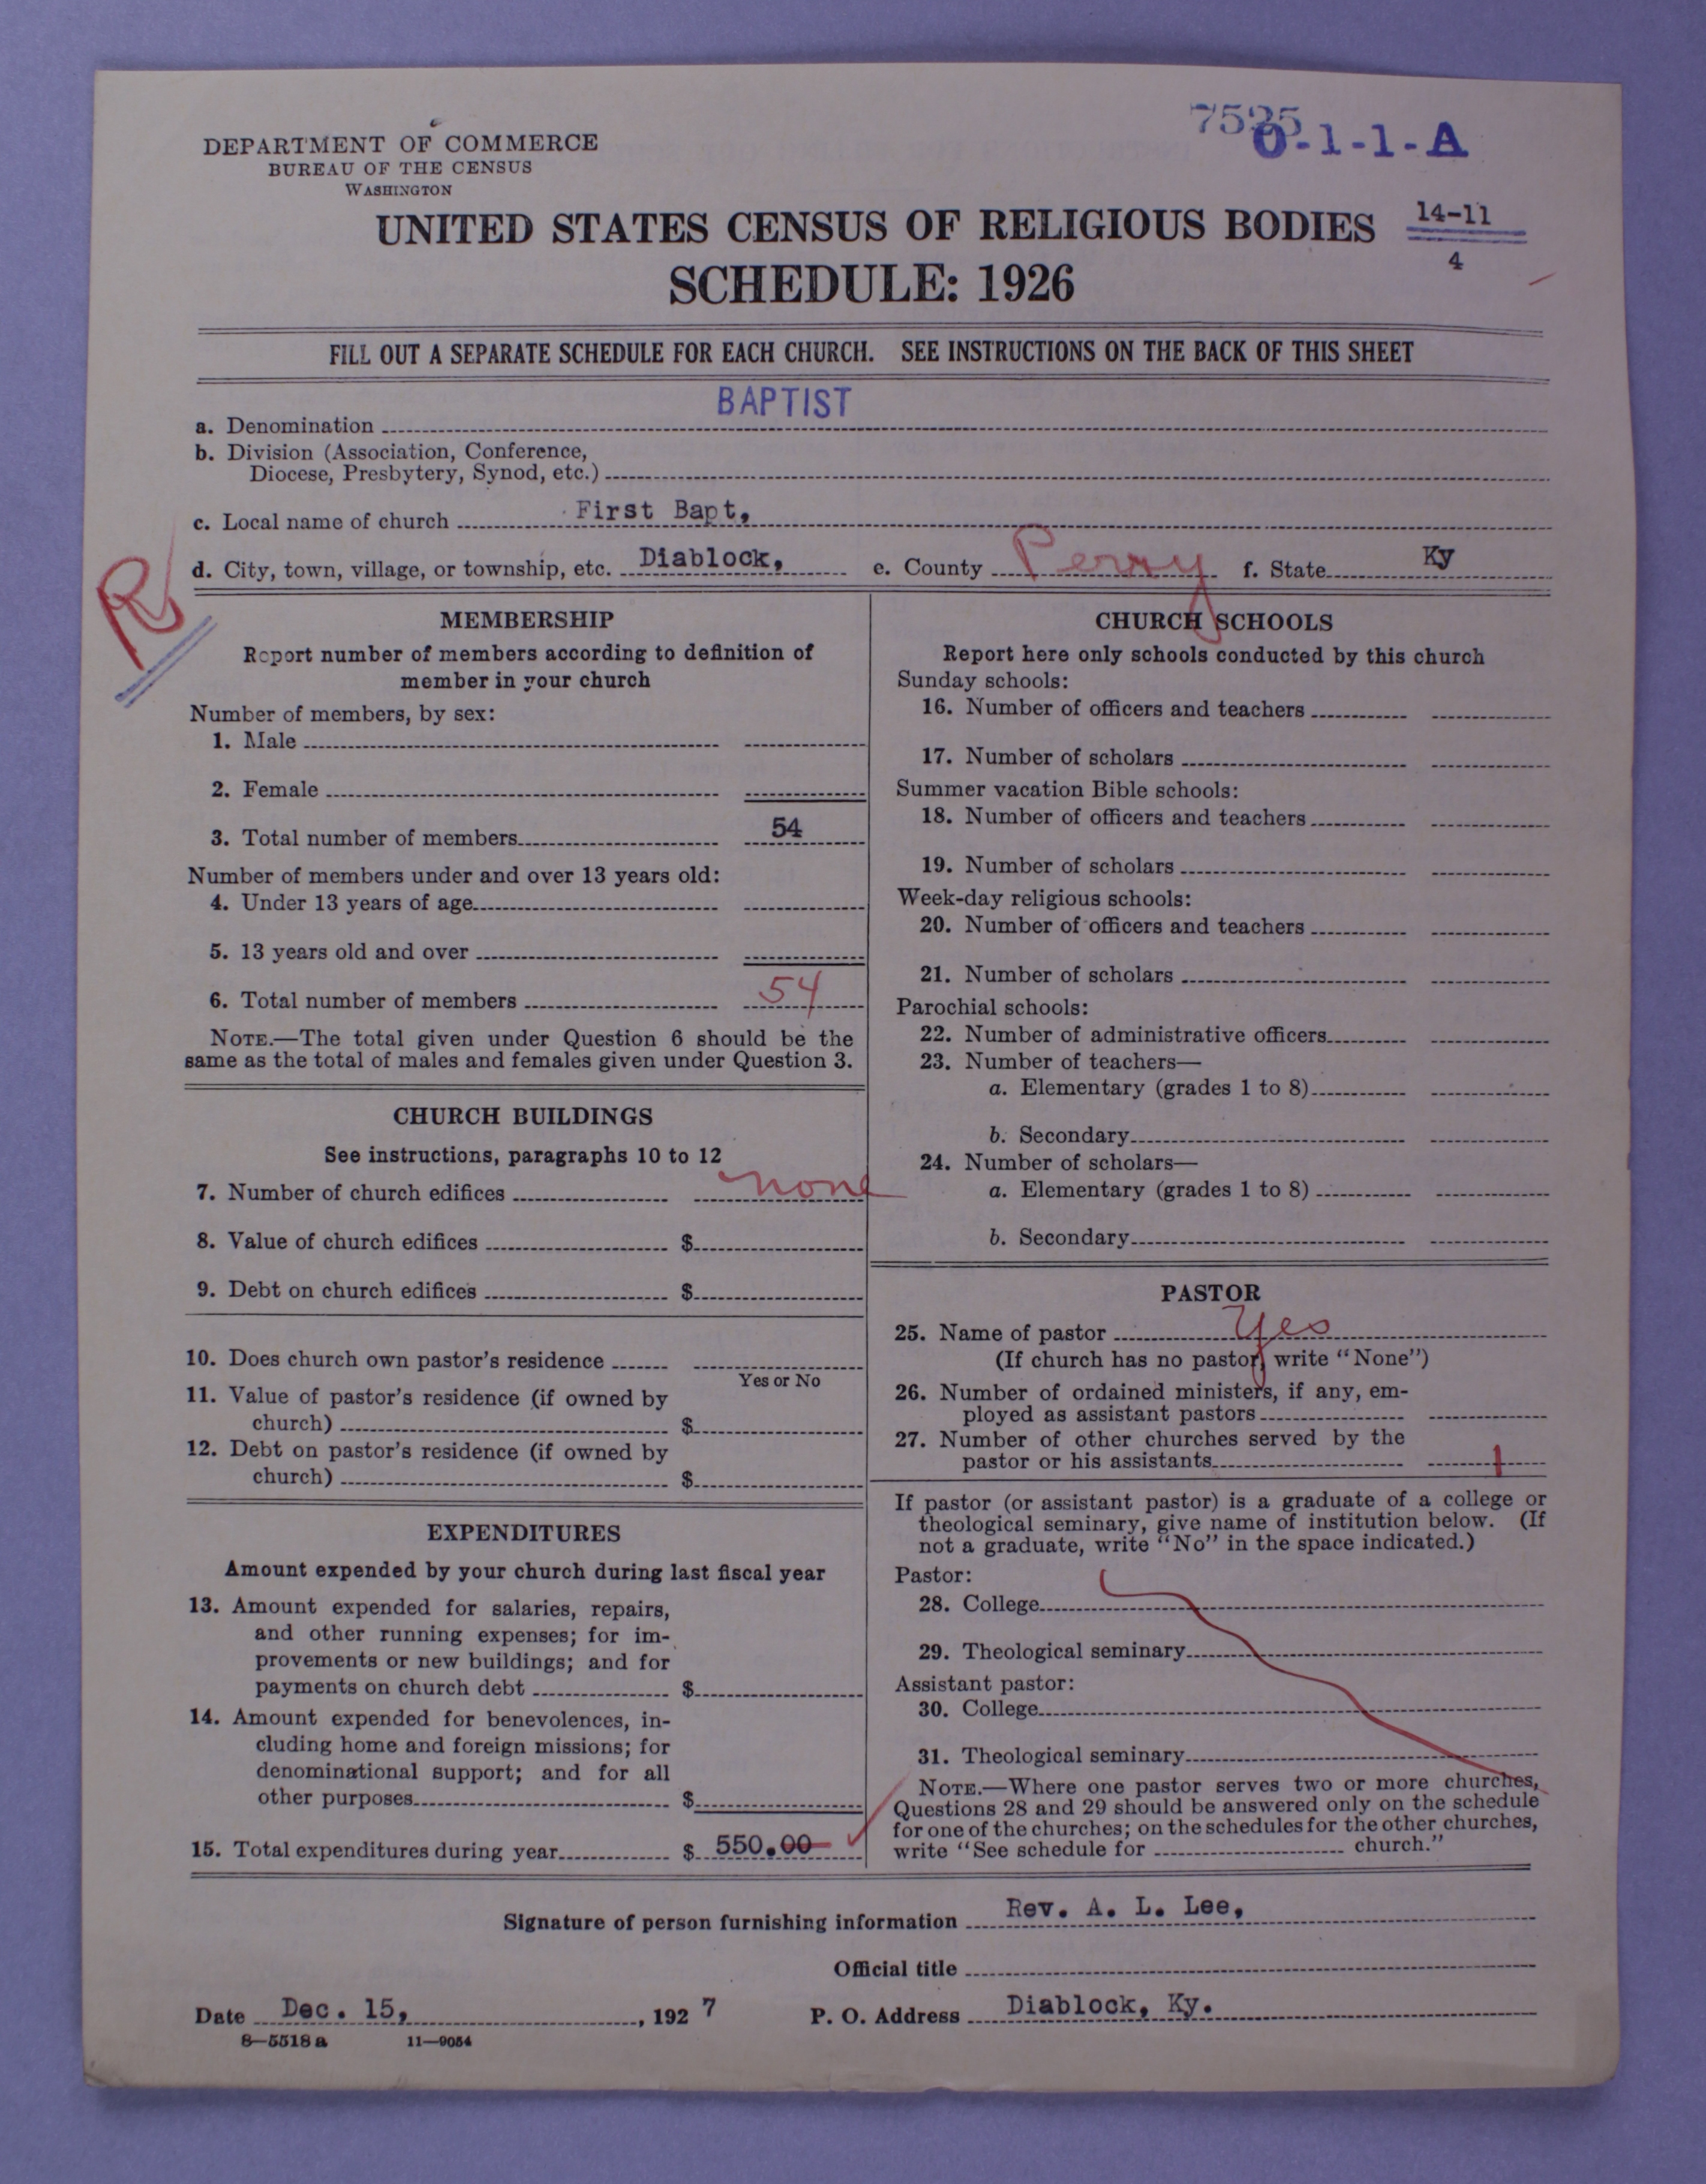 7525
0-1-1-A
DEPARTMENT OF COMMERCE
BUREAU OF THE CENSUS
WASHINGTON
UNITED STATES CENSUS OF RELIGIOUS BODIES
14-11
4
SCHEDULE: 1926
FILL OUT A SEPARATE SCHEDULE FOR EACH CHURCH. SEE INSTRUCTIONS ON THE BACK OF THIS SHEET
BAPTIST
a. Denomination
b. Division (Association, Conference,
Diocese, Presbytery, Synod, etc.)
c. Local name of church First Bapt,
d. City, town, village, or township, etc. Diablock, e. County Perry f. State Ky
R
MEMBERSHIP
Report number of members according to definition of
member in your church
Number of members, by sex:
1. Male
2. Female
3. Total number of members 54
Number of members under and over 13 years old:
4. Under 13 years of age
5. 13 years old and over
6. Total number of members 54
NOTE.—The total given under Question 6 should be the
same as the total of males and females given under Question 3.
CHURCH BUILDINGS
See instructions, paragraphs 10 to 12
7. Number of church edifices none
8. Value of church edifices $
9. Debt on church edifices $
10. Does church own pastor's residence
Yes or No
11. Value of pastor's residence (if owned by
church) $
12. Debt on pastor's residence (if owned by
church) $
EXPENDITURES
Amount expended by your church during last fiscal year
13. Amount expended for salaries, repairs,
and other running expenses; for im-
provements or new buildings; and for
payments on church debt $
14. Amount expended for benevolences, in-
cluding home and foreign missions; for
denominational support; and for all
other purposes $
15. Total expenditures during year $ 550.00
CHURCH SCHOOLS
Report here only schools conducted by this church
Sunday schools:
16. Number of officers and teachers
17. Number of scholars
Summer vacation Bible schools:
18. Number of officers and teachers
19. Number of scholars
Week-day religious schools:
20. Number of officers and teachers
21. Number of scholars
Parochial schools:
22. Number of administrative officers
23. Number of teachers—
a. Elementary (grades 1 to 8)
b. Secondary
24. Number of scholars—
a. Elementary (grades 1 to 8)
b. Secondary
PASTOR
25. Name of pastor Yes
(If church has no pastor, write "None")
26. Number of ordained ministers, if any, em-
ployed as assistant pastors
27. Number of other churches served by the
pastor or his assistants 1
If pastor (or assistant pastor) is a graduate of a college or
theological seminary, give name of institution below. (If
not a graduate, write "No" in the space indicated.)
Pastor:
28. College
29. Theological seminary
Assistant pastor:
30. College
31. Theological seminary
NOTE.—Where one pastor serves two or more churches,
Questions 28 and 29 should be answered only on the schedule
for one of the churches; on the schedules for the other churches,
write "See schedule for church."
Signature of person furnishing information Rev. A. L. Lee,
Official title
Date Dec. 15, , 192 7 P. O. Address Diablock, Ky.
8—5518 a 11—9054